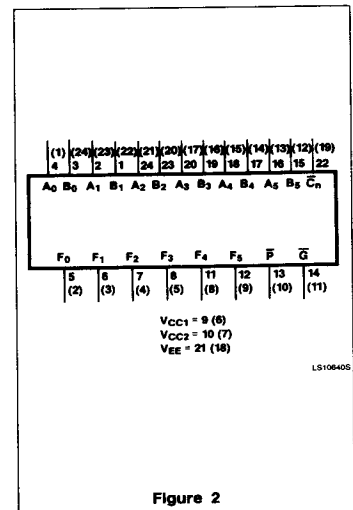 (1) (24) (23) (22) (21) (20) (17) (16) (15) (14) (13) (12) (19)
4 3 2 1 24 23 20 19 18 17 16 15 22
A0 B0 A1 B1 A2 B2 A3 B3 A4 B4 A5 B5 C̅n
F0 F1 F2 F3 F4 F5 P̅ G̅
5 6 7 8 11 12 13 14
(2) (3) (4) (5) (8) (9) (10) (11)
VCC1 = 9 (6)
VCC2 = 10 (7)
VEE = 21 (18)
LS10640S
Figure 2